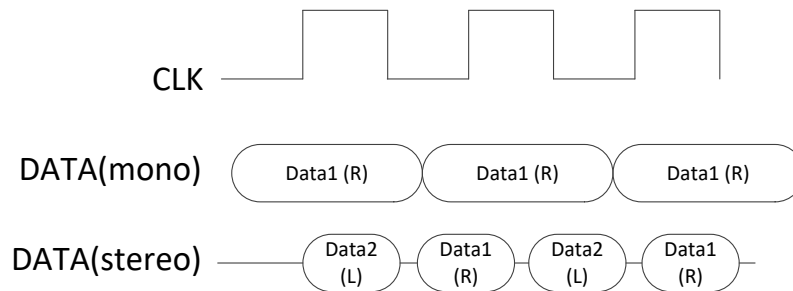 CLK
DATA(mono)
Data1 (R)
Data1 (R)
Data1 (R)
DATA(stereo)
Data2
(L)
Data1
(R)
Data2
(L)
Data1
(R)